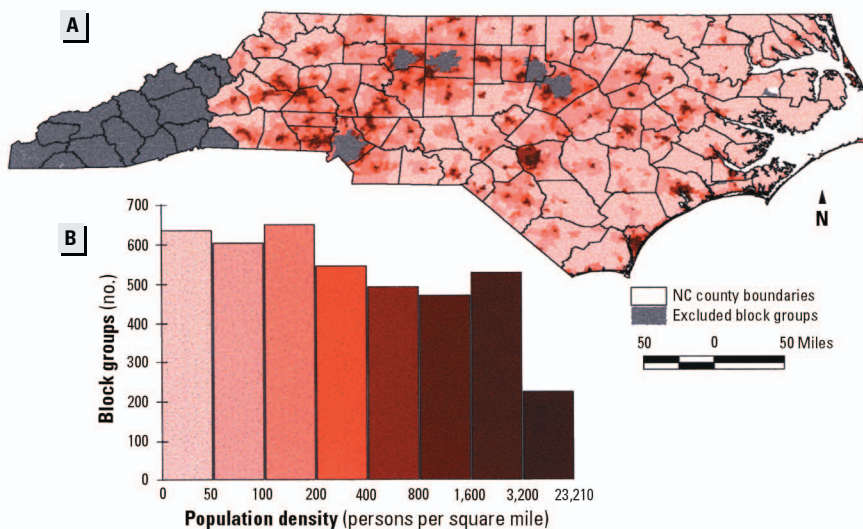 A
N
NC county boundaries
Excluded block groups
50 0 50 Miles
B
Block groups (no.)
700
600
500
400
300
200
100
0
0 50 100 200 400 800 1,600 3,200 23,210
Population density (persons per square mile)